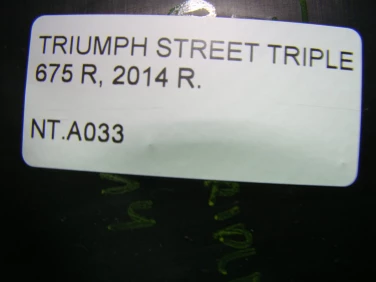 TRIUMPH STREET TRIPLE
675 R, 2014 R.
NT.A033